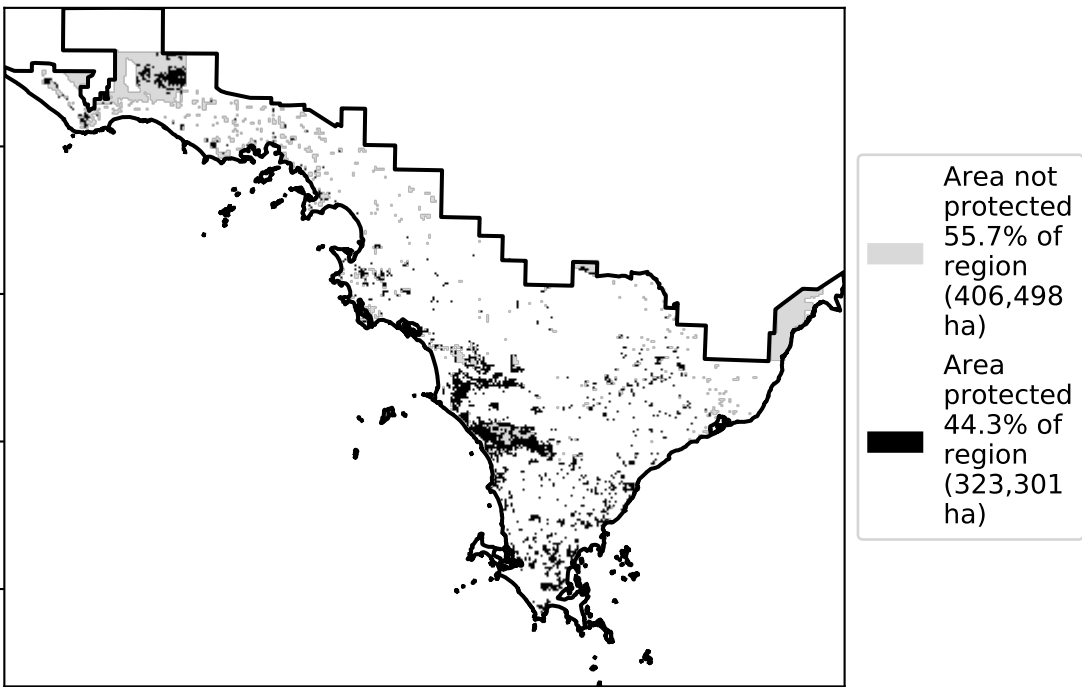 Area not
protected
55.7% of
region
(406,498
ha)
Area
protected
44.3% of
region
(323,301
ha)